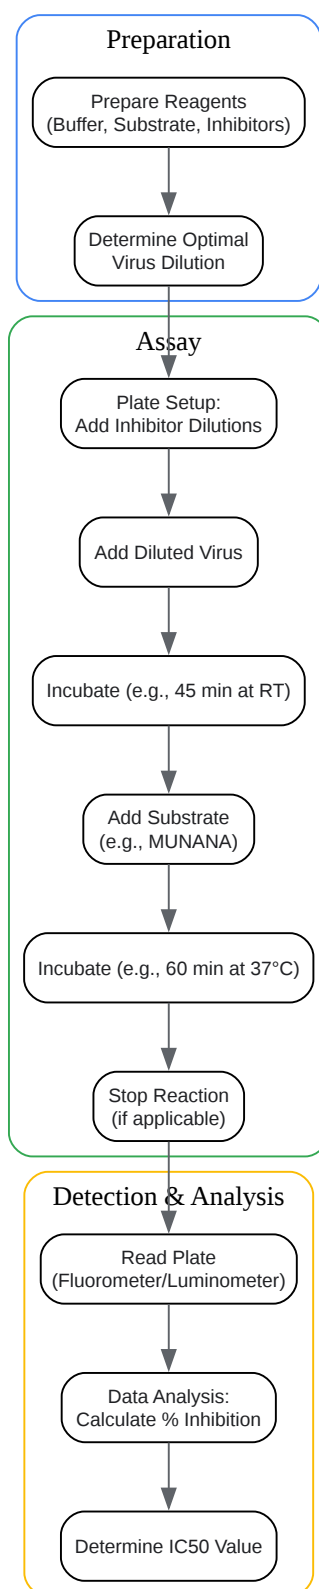 Preparation
Prepare Reagents
(Buffer, Substrate, Inhibitors)
Determine Optimal
Virus Dilution
Assay
Plate Setup:
Add Inhibitor Dilutions
Add Diluted Virus
Incubate (e.g., 45 min at RT)
Add Substrate
(e.g., MUNANA)
Incubate (e.g., 60 min at 37°C)
Stop Reaction
(if applicable)
Detection & Analysis
Read Plate
(Fluorometer/Luminometer)
Data Analysis:
Calculate % Inhibition
Determine IC50 Value